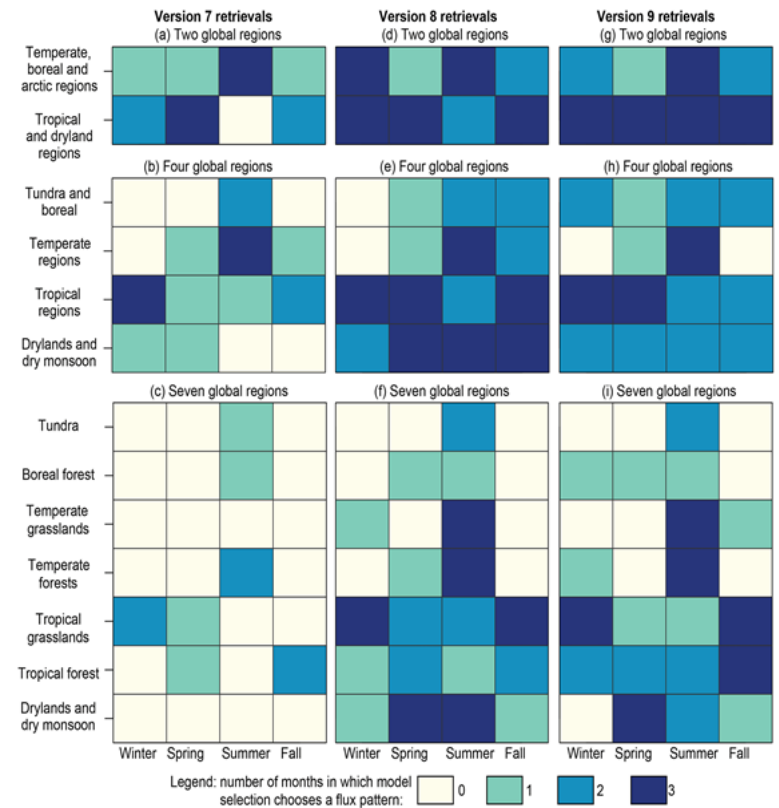 Version 7 retrievals
Version 8 retrievals
Version 9 retrievals
(a) Two global regions
(d) Two global regions
(g) Two global regions
Temperate,
boreal and
arctic regions
Tropical
and dryland
regions
(b) Four global regions
(e) Four global regions
(h) Four global regions
Tundra and
boreal
Temperate
regions
Tropical
regions
Drylands and
dry monsoon
(c) Seven global regions
(f) Seven global regions
(i) Seven global regions
Tundra
Boreal forest
Temperate
grasslands
Temperate
forests
Tropical
grasslands
Tropical forest
Drylands and
dry monsoon
Winter Spring Summer Fall
Winter Spring Summer Fall
Winter Spring Summer Fall
Legend: number of months in which model
selection chooses a flux pattern:
0
1
2
3